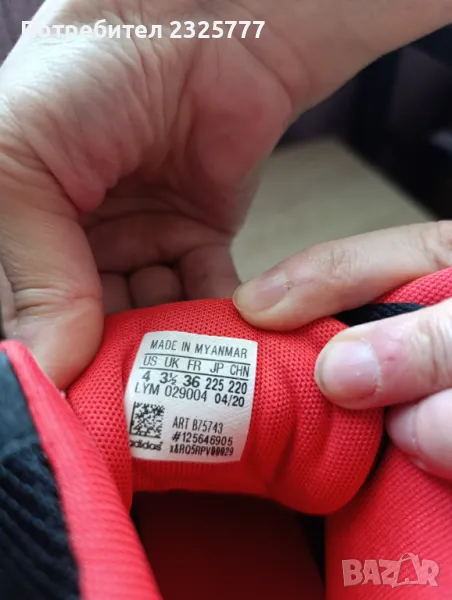 Потребител 2325777
MADE IN MYANMAR
US UK FR JP CHN
4 3½ 36 225 220
LYM 029004 04/20
ART B75743
#125646905
adidas
BAZAR